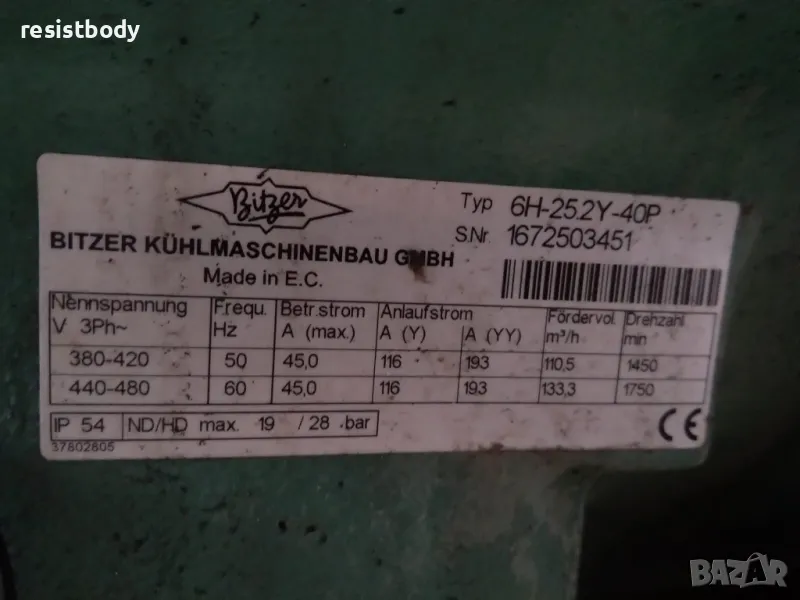 resistbody
Bitzer
Typ 6H-25.2Y-40P
BITZER KÜHLMASCHINENBAU GMBH
S.Nr. 1672503451
Made in E.C.
Nennspannung V 3Ph~ Frequ. Hz Betr.strom A (max.) Anlaufstrom A (Y) A (YY) Fördervol. m³/h Drehzahl min
380-420 50 45,0 116 193 110,5 1450
440-480 60 45,0 116 193 133,3 1750
IP 54 ND/HD max. 19 / 28 bar
CE
37802805
BAZAR